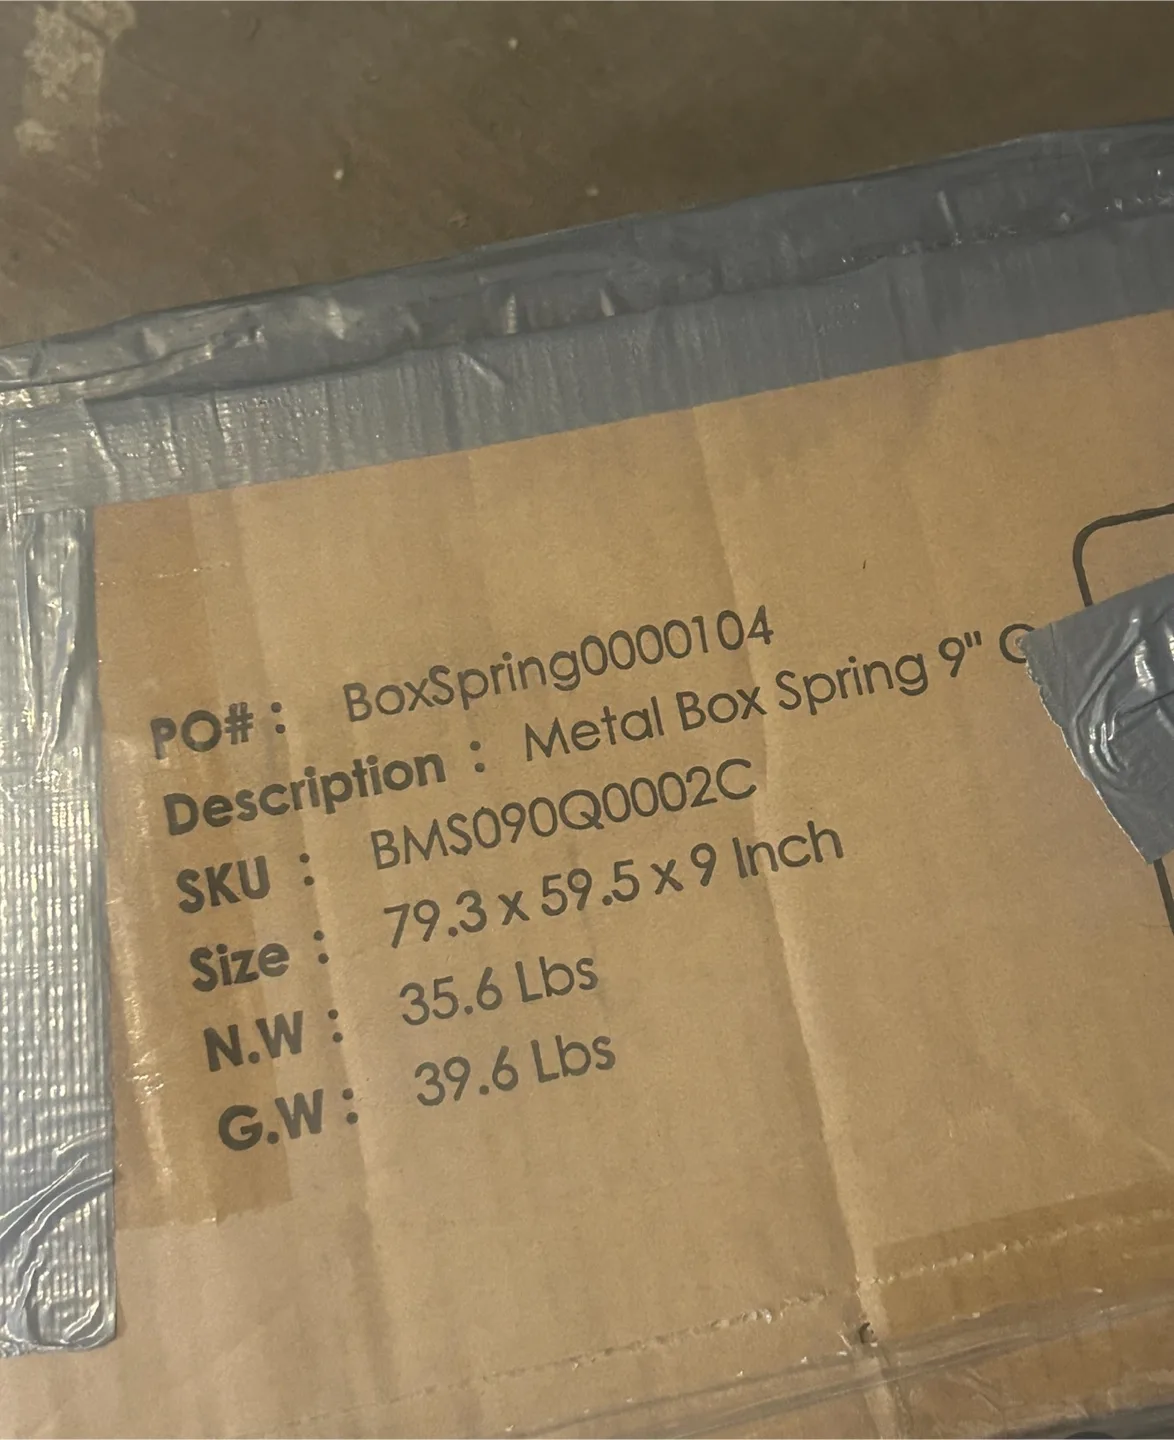 PO# : BoxSpring0000104
Description : Metal Box Spring 9"
SKU : BMS090Q0002C
Size : 79.3 x 59.5 x 9 Inch
N.W : 35.6 Lbs
G.W : 39.6 Lbs